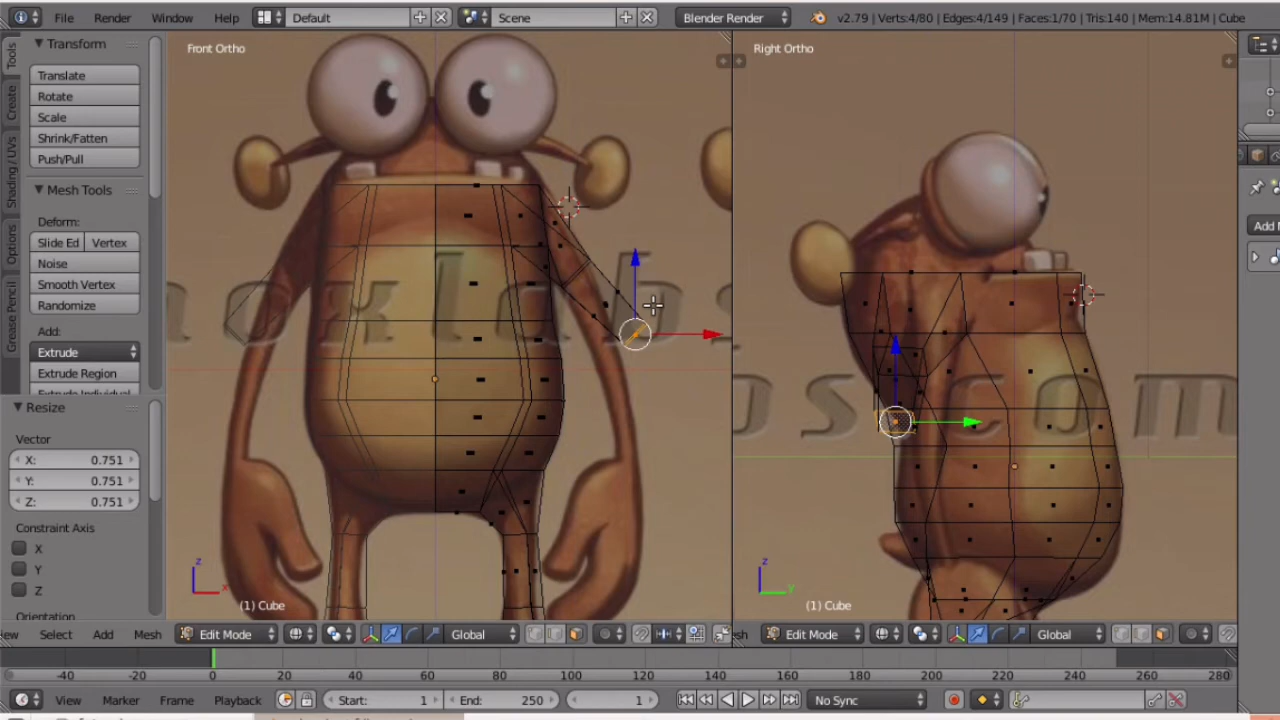 File Render Window Help Default Scene Blender Render v2.79 | Verts:4/80 | Edges:4/149 | Faces:1/70 | Tris:140 | Mem:14.81M | Cube
Tools
Create
Shading / UVs
Options
Grease Pencil
Transform
Translate
Rotate
Scale
Shrink/Fatten
Push/Pull
Mesh Tools
Deform:
Slide Ed Vertex
Noise
Smooth Vertex
Randomize
Add:
Extrude
Extrude Region
Extrude Individual
Resize
Vector
X: 0.751
Y: 0.751
Z: 0.751
Constraint Axis
X
Y
Z
Orientation
Front Ortho
z
x
(1) Cube
Right Ortho
z
y
(1) Cube
Add N
ew Select Add Mesh Edit Mode Global
sh Edit Mode Global
-40 -20 0 20 40 60 80 100 120 140 160 180 200 220 240 260 280
View Marker Frame Playback Start: 1 End: 250 1 No Sync